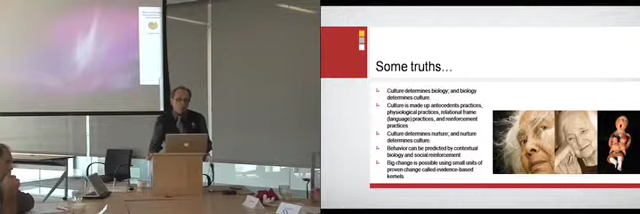 Some truths...
Culture determines biology; and biology
determines culture
Culture is made up antecedents practices,
physiological practices, relational frame
(language) practices, and reinforcement
practices
Culture determines nurture; and nurture
determines culture.
Behavior can be predicted by contextual
biology and social reinforcement
Big change is possible using small units of
proven change called evidence-based
kernels